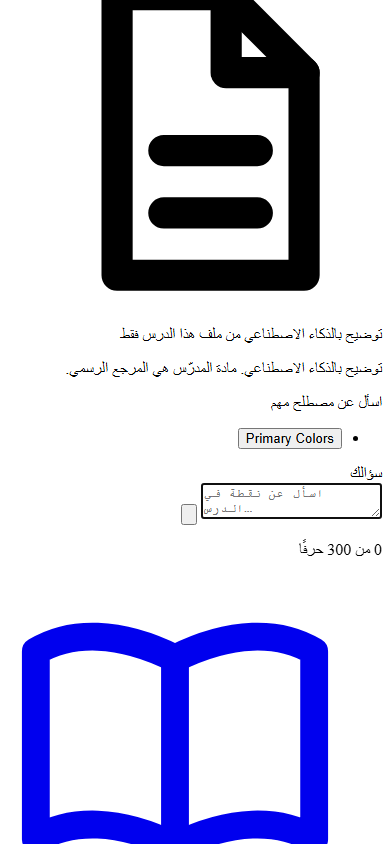 توضيح بالذكاء الاصطناعي من ملف هذا الدرس فقط
توضيح بالذكاء الاصطناعي. مادة المدرّس هي المرجع الرسمي.
اسأل عن مصطلح مهم
Primary Colors
سؤالك
اسأل عن نقطة في
الدرس…
0 من 300 حرفًا